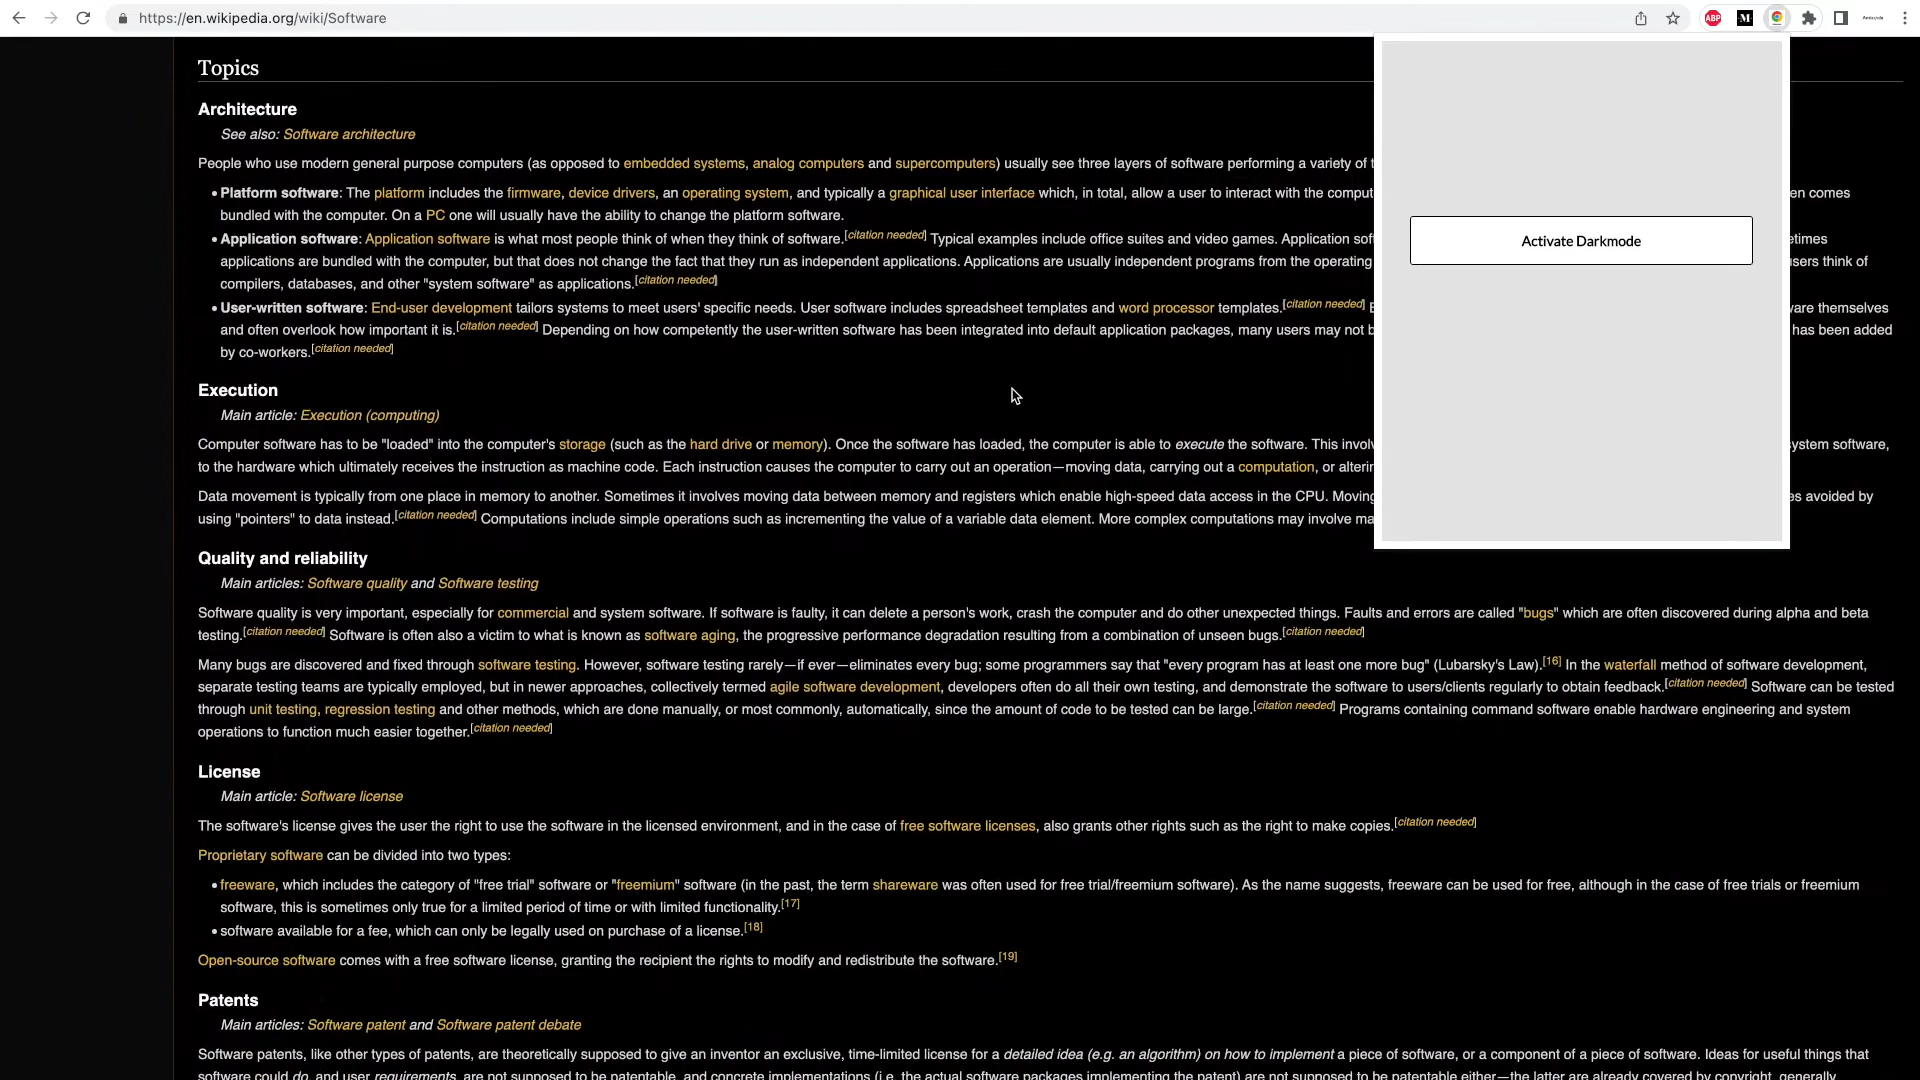 https://en.wikipedia.org/wiki/Software
ABP
M
Topics
Architecture
See also: Software architecture
People who use modern general purpose computers (as opposed to embedded systems, analog computers and supercomputers) usually see three layers of software performing a variety of
• Platform software: The platform includes the firmware, device drivers, an operating system, and typically a graphical user interface which, in total, allow a user to interact with the comput en comes
bundled with the computer. On a PC one will usually have the ability to change the platform software.
• Application software: Application software is what most people think of when they think of software.[citation needed] Typical examples include office suites and video games. Application sof etimes
applications are bundled with the computer, but that does not change the fact that they run as independent applications. Applications are usually independent programs from the operating users think of
compilers, databases, and other "system software" as applications.[citation needed]
• User-written software: End-user development tailors systems to meet users' specific needs. User software includes spreadsheet templates and word processor templates.[citation needed] themselves
and often overlook how important it is.[citation needed] Depending on how competently the user-written software has been integrated into default application packages, many users may not b has been added
by co-workers.[citation needed]
Activate Darkmode
Execution
Main article: Execution (computing)
Computer software has to be "loaded" into the computer's storage (such as the hard drive or memory). Once the software has loaded, the computer is able to execute the software. This invol ystem software,
to the hardware which ultimately receives the instruction as machine code. Each instruction causes the computer to carry out an operation—moving data, carrying out a computation, or alterin
Data movement is typically from one place in memory to another. Sometimes it involves moving data between memory and registers which enable high-speed data access in the CPU. Moving es avoided by
using "pointers" to data instead.[citation needed] Computations include simple operations such as incrementing the value of a variable data element. More complex computations may involve ma
Quality and reliability
Main articles: Software quality and Software testing
Software quality is very important, especially for commercial and system software. If software is faulty, it can delete a person's work, crash the computer and do other unexpected things. Faults and errors are called "bugs" which are often discovered during alpha and beta
testing.[citation needed] Software is often also a victim to what is known as software aging, the progressive performance degradation resulting from a combination of unseen bugs.[citation needed]
Many bugs are discovered and fixed through software testing. However, software testing rarely—if ever—eliminates every bug; some programmers say that "every program has at least one more bug" (Lubarsky's Law).[16] In the waterfall method of software development,
separate testing teams are typically employed, but in newer approaches, collectively termed agile software development, developers often do all their own testing, and demonstrate the software to users/clients regularly to obtain feedback.[citation needed] Software can be tested
through unit testing, regression testing and other methods, which are done manually, or most commonly, automatically, since the amount of code to be tested can be large.[citation needed] Programs containing command software enable hardware engineering and system
operations to function much easier together.[citation needed]
License
Main article: Software license
The software's license gives the user the right to use the software in the licensed environment, and in the case of free software licenses, also grants other rights such as the right to make copies.[citation needed]
Proprietary software can be divided into two types:
• freeware, which includes the category of "free trial" software or "freemium" software (in the past, the term shareware was often used for free trial/freemium software). As the name suggests, freeware can be used for free, although in the case of free trials or freemium
software, this is sometimes only true for a limited period of time or with limited functionality.[17]
• software available for a fee, which can only be legally used on purchase of a license.[18]
Open-source software comes with a free software license, granting the recipient the rights to modify and redistribute the software.[19]
Patents
Main articles: Software patent and Software patent debate
Software patents, like other types of patents, are theoretically supposed to give an inventor an exclusive, time-limited license for a detailed idea (e.g. an algorithm) on how to implement a piece of software, or a component of a piece of software. Ideas for useful things that
software could do, and user requirements, are not supposed to be patentable, and concrete implementations (i.e. the actual software packages implementing the patent) are not supposed to be patentable either—the latter are already covered by copyright, generally